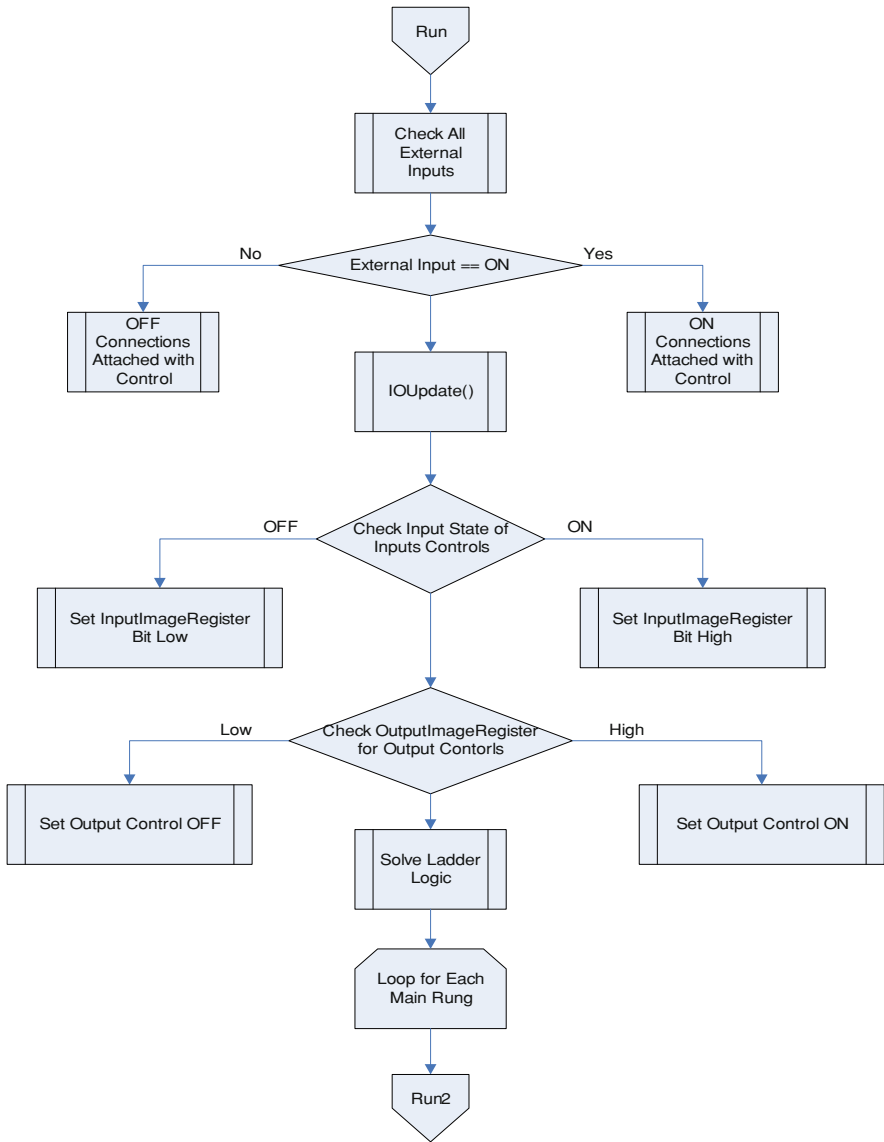 Run
Check All
External
Inputs
No
External Input == ON
Yes
OFF
Connections
Attached with
Control
ON
Connections
Attached with
Control
IOUpdate()
OFF
Check Input State of
Inputs Controls
ON
Set InputImageRegister
Bit Low
Set InputImageRegister
Bit High
Low
Check OutputImageRegister
for Output Contorls
High
Set Output Control OFF
Set Output Control ON
Solve Ladder
Logic
Loop for Each
Main Rung
Run2